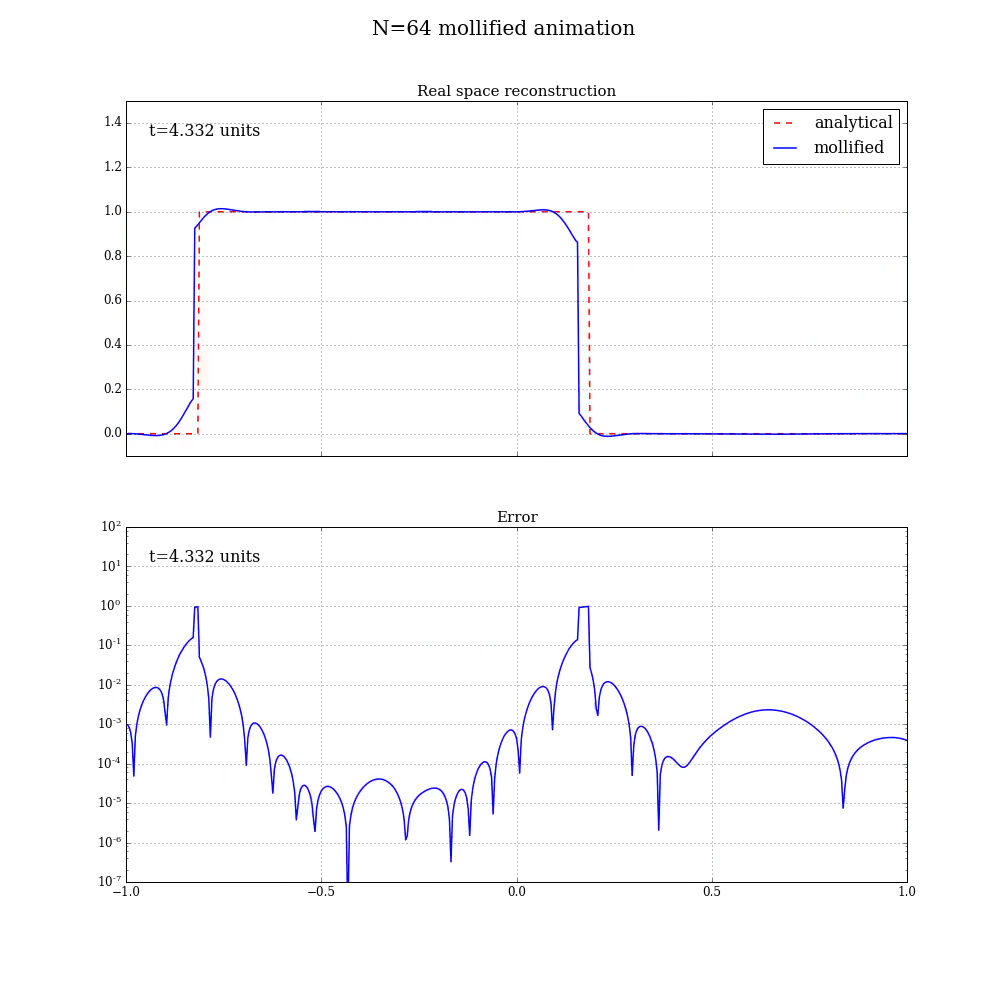 N=64 mollified animation
Real space reconstruction
t=4.332 units
analytical
mollified
1.4
1.2
1.0
0.8
0.6
0.4
0.2
0.0
Error
t=4.332 units
10²
10¹
10⁰
10⁻¹
10⁻²
10⁻³
10⁻⁴
10⁻⁵
10⁻⁶
10⁻⁷
−1.0 −0.5 0.0 0.5 1.0